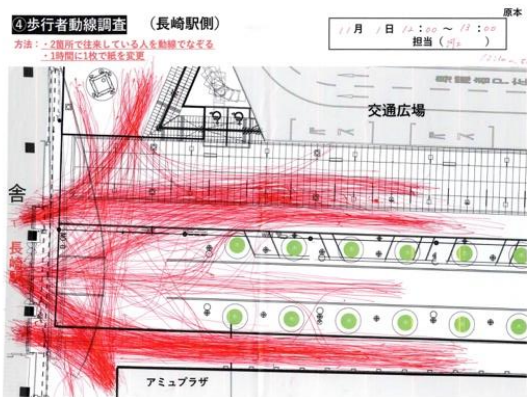 ④歩行者動線調査 (長崎駅側)
原本
方法：・2箇所で往来している人を動線でなぞる
・1時間に1枚で紙を変更
11月 1日 12:00 ～ 13:00
担当( )
交通広場
舎
長崎
アミュプラザ